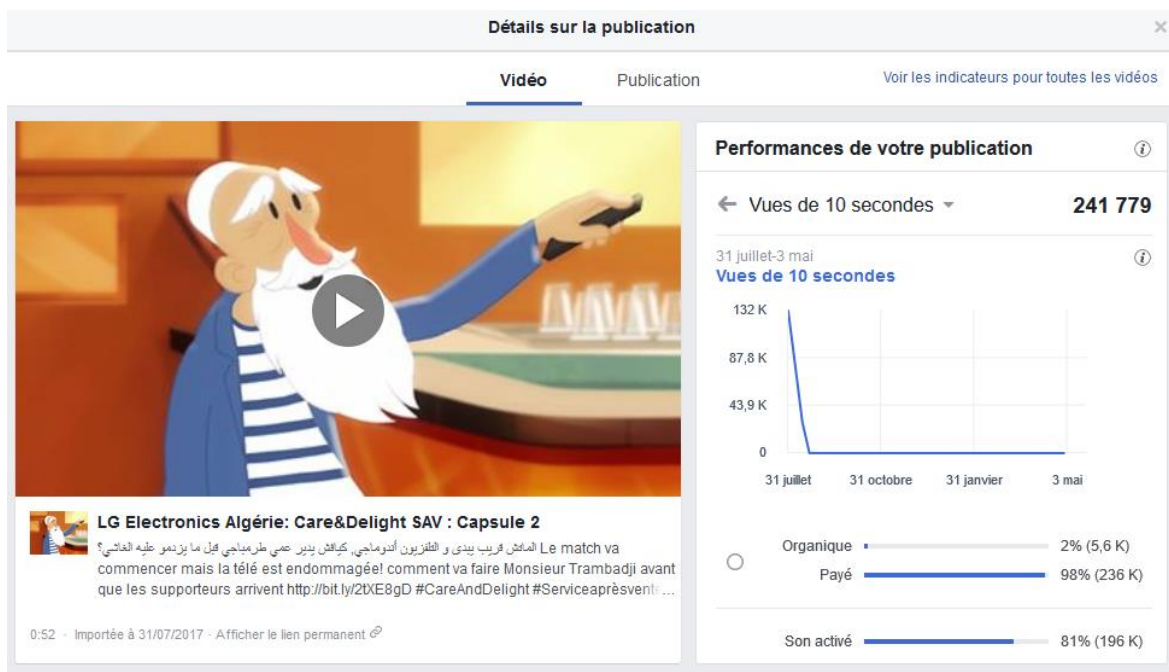 Détails sur la publication
×
Vidéo
Publication
Voir les indicateurs pour toutes les vidéos
LG Electronics Algérie: Care&Delight SAV : Capsule 2
الماتش قريب يبدى و التلفزيون أندوماجي, كيافش يدير عمي طرمباجي قبل ما يزدمو عليه الغاشي؟ Le match va
commencer mais la télé est endommagée! comment va faire Monsieur Trambadji avant
que les supporteurs arrivent http://bit.ly/2tXE8gD #CareAndDelight #Serviceaprèsvente...
0:52 · Importée à 31/07/2017 · Afficher le lien permanent
Performances de votre publication
Vues de 10 secondes 241 779
31 juillet-3 mai
Vues de 10 secondes
132 K
87,8 K
43,9 K
0
31 juillet 31 octobre 31 janvier 3 mai
Organique 2% (5,6 K)
Payé 98% (236 K)
Son activé 81% (196 K)